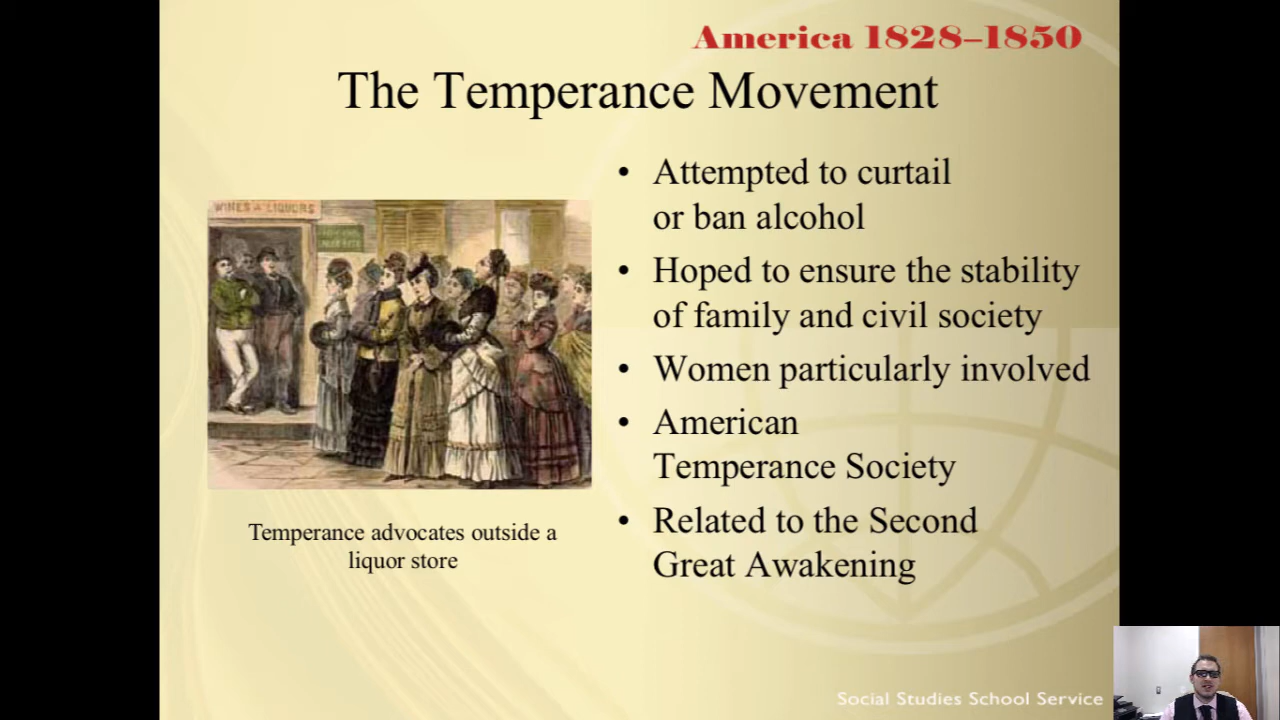 America 1828–1850
The Temperance Movement
• Attempted to curtail
or ban alcohol
• Hoped to ensure the stability
of family and civil society
• Women particularly involved
• American
Temperance Society
• Related to the Second
Great Awakening
WINES & LIQUORS
Temperance advocates outside a
liquor store
Social Studies School Service